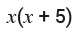 x(x + 5)